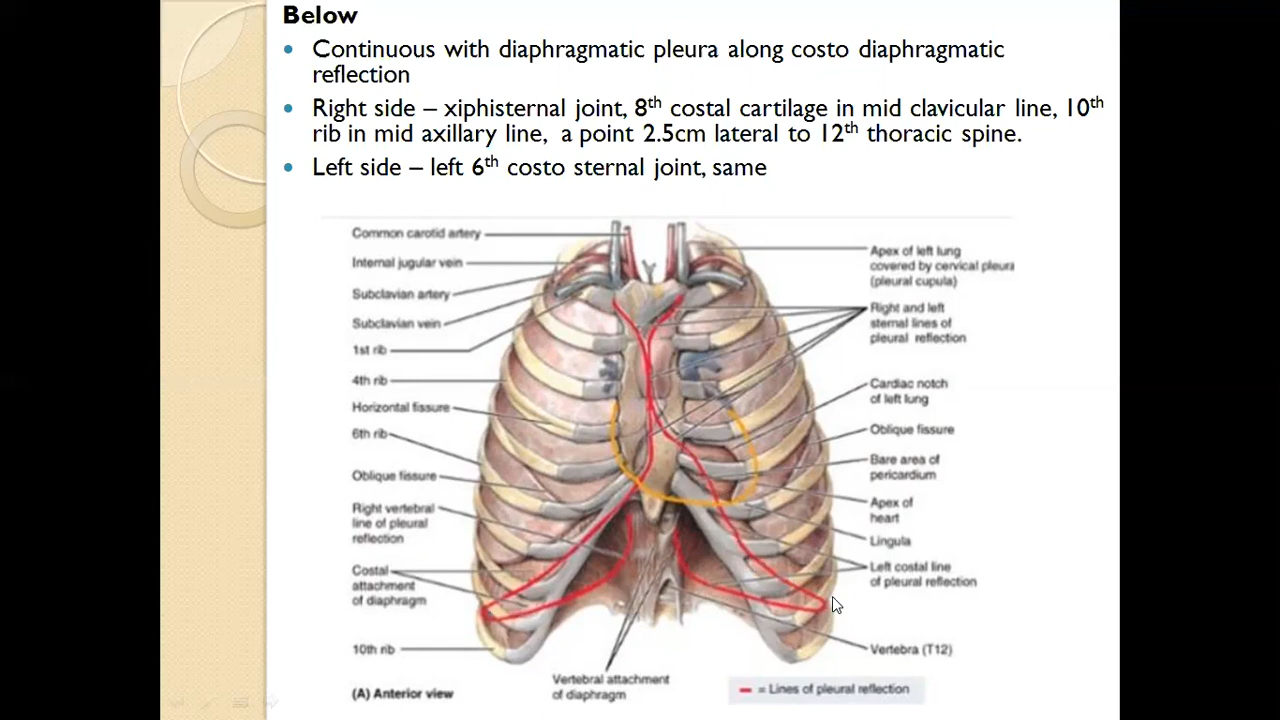 Below
• Continuous with diaphragmatic pleura along costo diaphragmatic
reflection
• Right side – xiphisternal joint, 8th costal cartilage in mid clavicular line, 10th
rib in mid axillary line, a point 2.5cm lateral to 12th thoracic spine.
• Left side – left 6th costo sternal joint, same
Common carotid artery
Internal jugular vein
Subclavian artery
Subclavian vein
1st rib
4th rib
Horizontal fissure
6th rib
Oblique fissure
Right vertebral
line of pleural
reflection
Costal
attachment
of diaphragm
10th rib
(A) Anterior view
Vertebral attachment
of diaphragm
Apex of left lung
covered by cervical pleura
(pleural cupula)
Right and left
sternal lines of
pleural reflection
Cardiac notch
of left lung
Oblique fissure
Bare area of
pericardium
Apex of
heart
Lingula
Left costal line
of pleural reflection
Vertebra (T12)
= Lines of pleural reflection